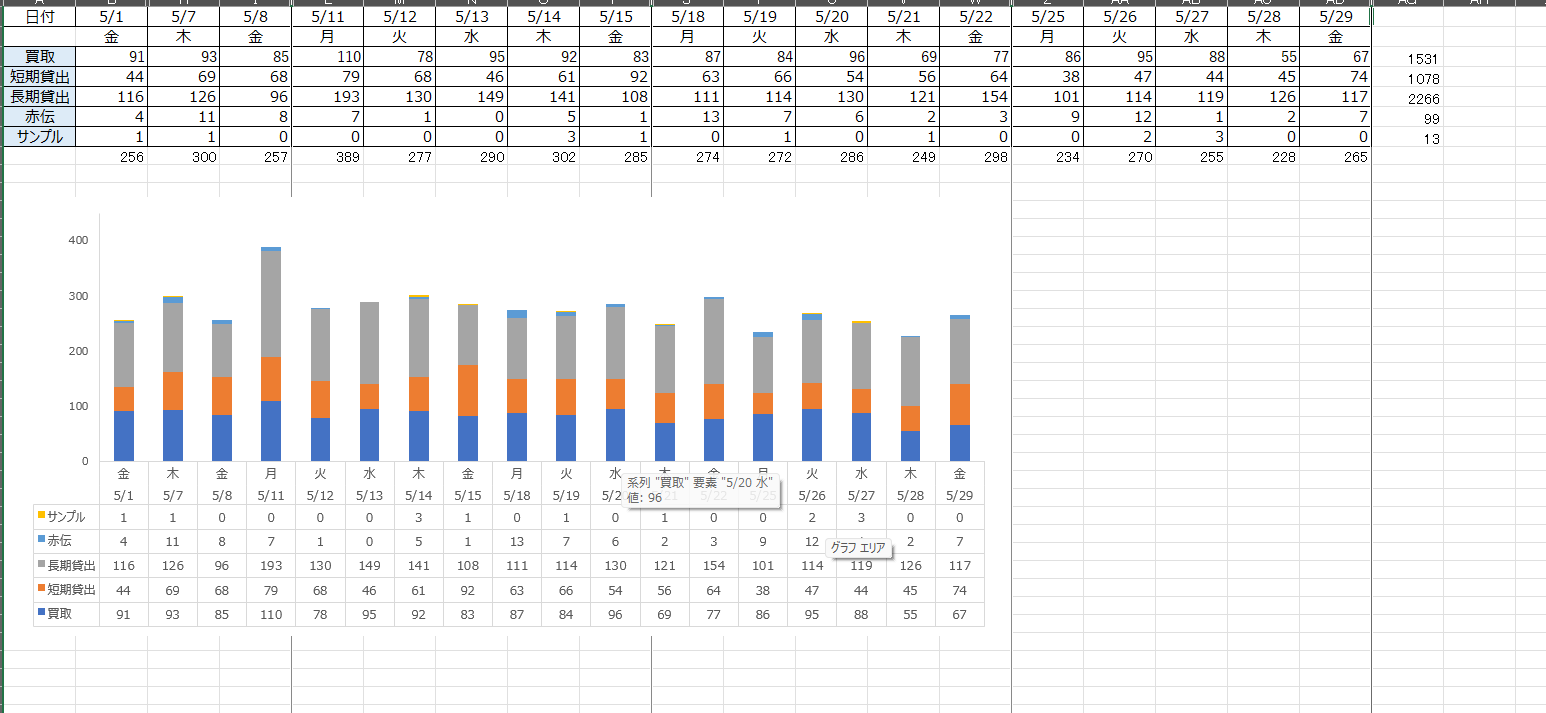 日付 5/1 5/7 5/8 5/11 5/12 5/13 5/14 5/15 5/18 5/19 5/20 5/21 5/22 5/25 5/26 5/27 5/28 5/29
金 木 金 月 火 水 木 金 月 火 水 木 金 月 火 水 木 金
買取 91 93 85 110 78 95 92 83 87 84 96 69 77 86 95 88 55 67 1531
短期貸出 44 69 68 79 68 46 61 92 63 66 54 56 64 38 47 44 45 74 1078
長期貸出 116 126 96 193 130 149 141 108 111 114 130 121 154 101 114 119 126 117 2266
赤伝 4 11 8 7 1 0 5 1 13 7 6 2 3 9 12 1 2 7 99
サンプル 1 1 0 0 0 0 3 1 0 1 0 1 0 0 2 3 0 0 13
256 300 257 389 277 290 302 285 274 272 286 249 298 234 270 255 228 265
400
300
200
100
0
金 木 金 月 火 水 木 金 月 火 水 木 金 月 火 水 木 金
5/1 5/7 5/8 5/11 5/12 5/13 5/14 5/15 5/18 5/19 5/2 21 5/22 5/25 5/26 5/27 5/28 5/29
系列 "買取" 要素 "5/20 水"
値: 96
サンプル 1 1 0 0 0 0 3 1 0 1 0 1 0 0 2 3 0 0
赤伝 4 11 8 7 1 0 5 1 13 7 6 2 3 9 12 2 7
グラフ エリア
長期貸出 116 126 96 193 130 149 141 108 111 114 130 121 154 101 114 119 126 117
短期貸出 44 69 68 79 68 46 61 92 63 66 54 56 64 38 47 44 45 74
買取 91 93 85 110 78 95 92 83 87 84 96 69 77 86 95 88 55 67